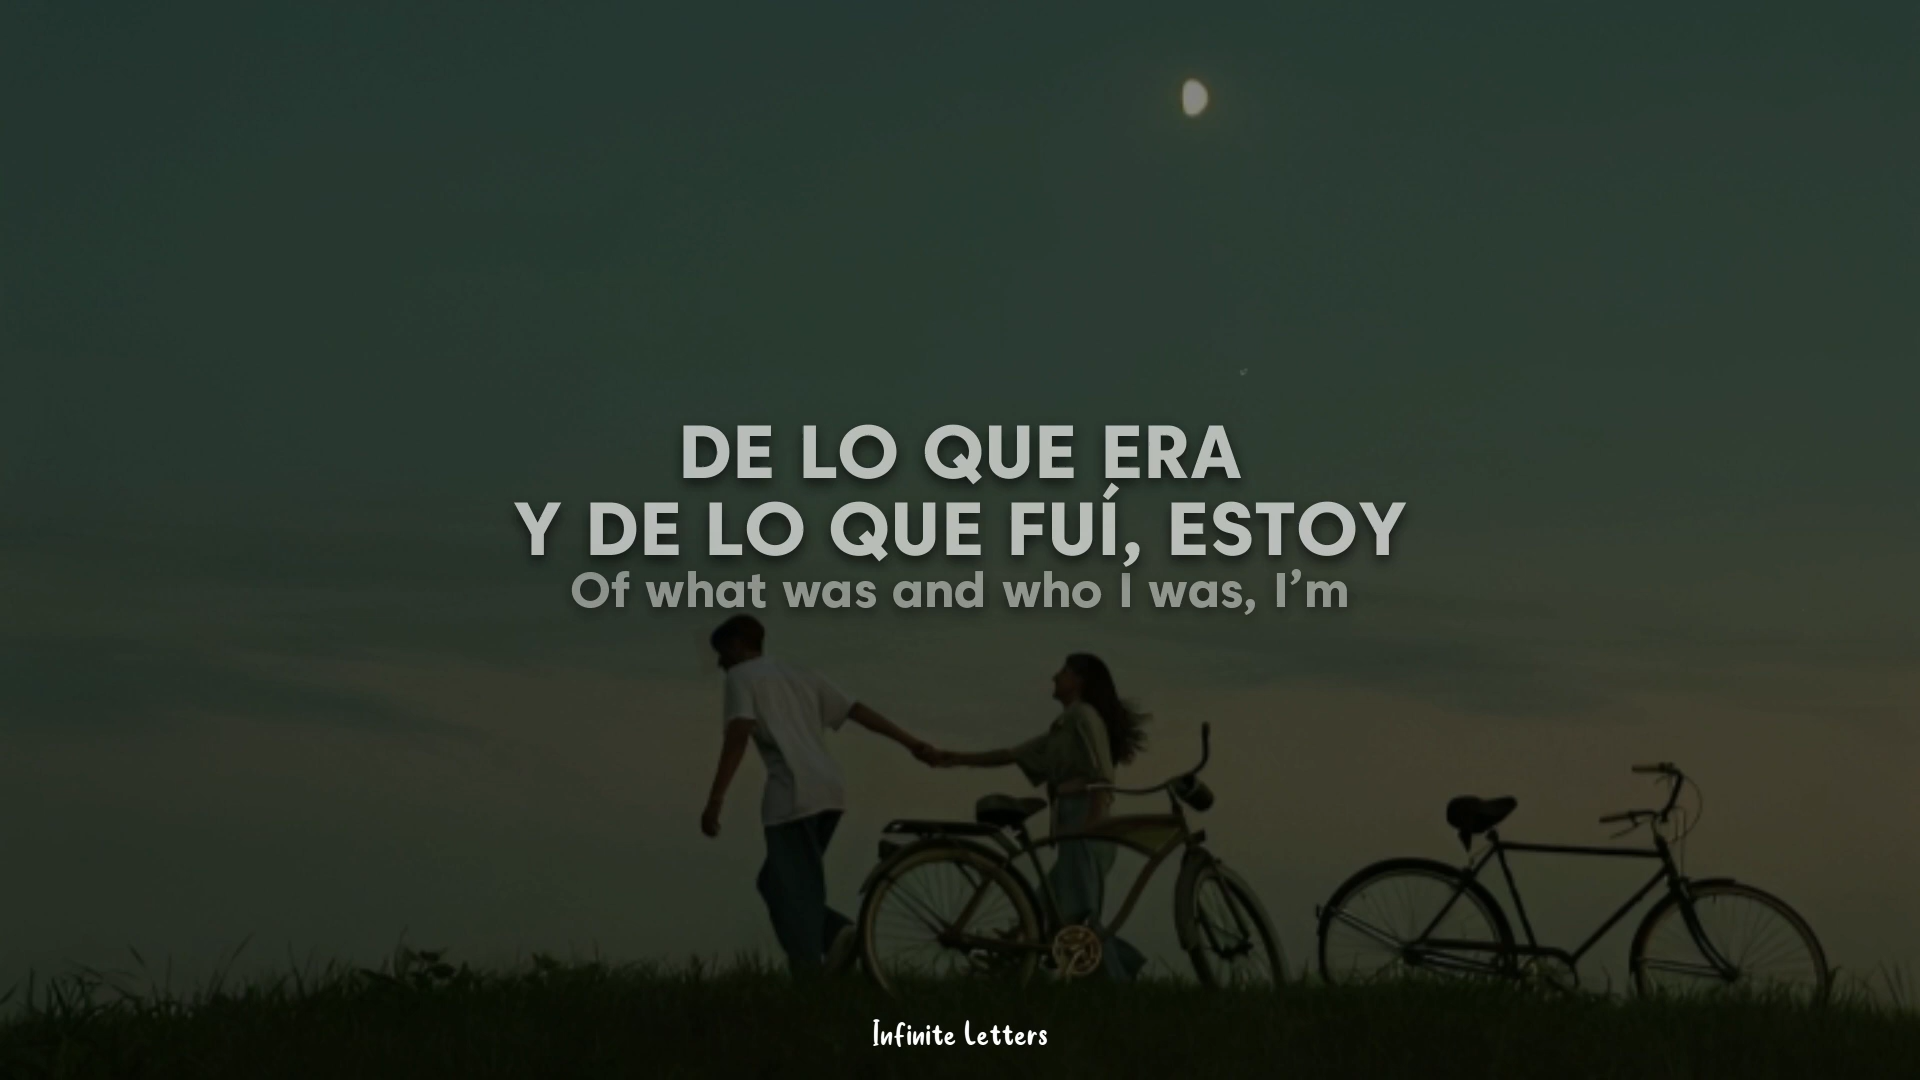 DE LO QUE ERA
Y DE LO QUE FUÍ, ESTOY
Of what was and who I was, I’m
Infinite Letters